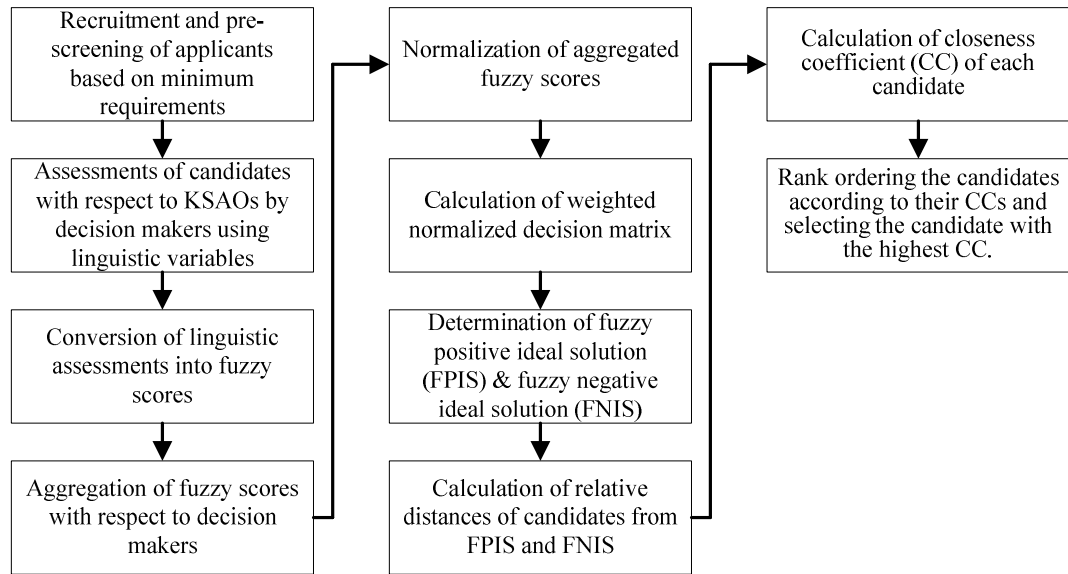 Recruitment and pre-
screening of applicants
based on minimum
requirements
Assessments of candidates
with respect to KSAOs by
decision makers using
linguistic variables
Conversion of linguistic
assessments into fuzzy
scores
Aggregation of fuzzy scores
with respect to decision
makers
Normalization of aggregated
fuzzy scores
Calculation of weighted
normalized decision matrix
Determination of fuzzy
positive ideal solution
(FPIS) & fuzzy negative
ideal solution (FNIS)
Calculation of relative
distances of candidates from
FPIS and FNIS
Calculation of closeness
coefficient (CC) of each
candidate
Rank ordering the candidates
according to their CCs and
selecting the candidate with
the highest CC.